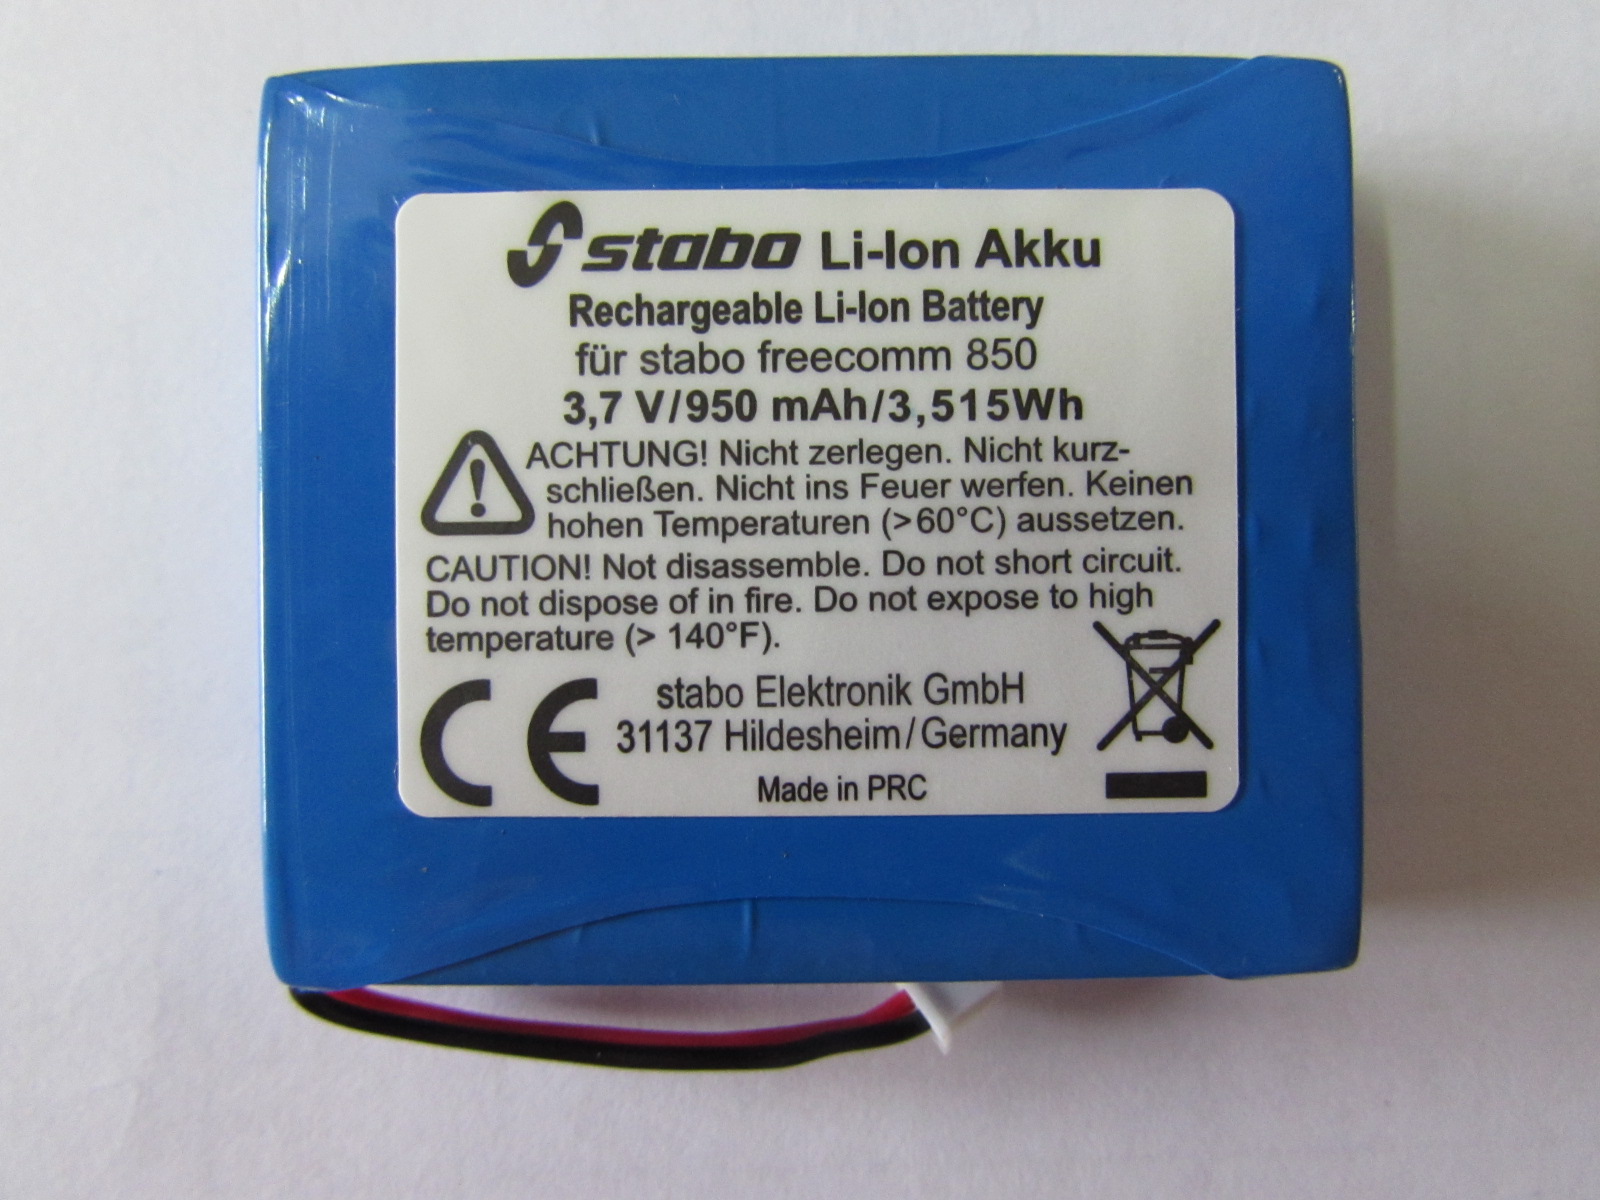 stabo Li-Ion Akku
Rechargeable Li-Ion Battery
für stabo freecomm 850
3,7 V/950 mAh/3,515Wh
ACHTUNG! Nicht zerlegen. Nicht kurz-
schließen. Nicht ins Feuer werfen. Keinen
hohen Temperaturen (>60°C) aussetzen.
CAUTION! Not disassemble. Do not short circuit.
Do not dispose of in fire. Do not expose to high
temperature (> 140°F).
CE
stabo Elektronik GmbH
31137 Hildesheim/Germany
Made in PRC